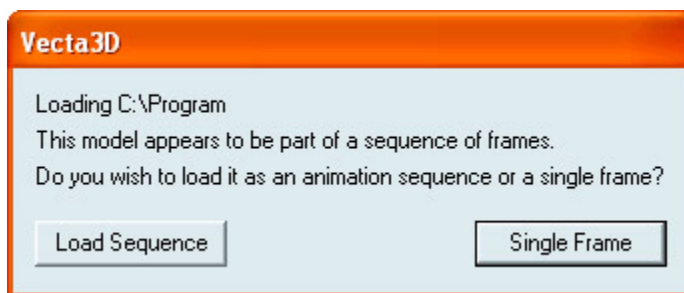 Vecta3D
Loading C:\Program
This model appears to be part of a sequence of frames.
Do you wish to load it as an animation sequence or a single frame?
Load Sequence
Single Frame